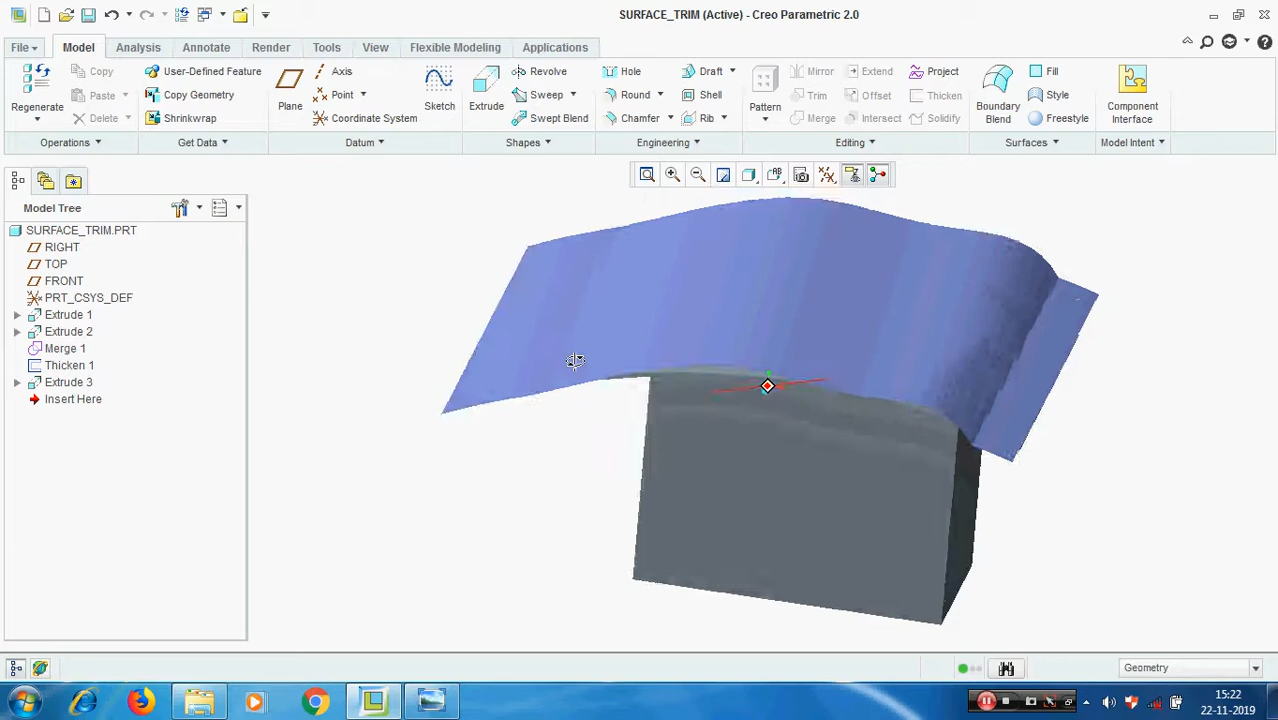 SURFACE_TRIM (Active) - Creo Parametric 2.0
File Model Analysis Annotate Render Tools View Flexible Modeling Applications
Regenerate Copy Paste Delete
User-Defined Feature Copy Geometry Shrinkwrap
Plane Axis Point Coordinate System Sketch
Extrude Revolve Sweep Swept Blend
Hole Round Chamfer Draft Shell Rib
Pattern Mirror Trim Merge Extend Offset Intersect Project Thicken Solidify
Boundary Blend Fill Style Freestyle
Component Interface
Operations Get Data Datum Shapes Engineering Editing Surfaces Model Intent
Model Tree
SURFACE_TRIM.PRT
RIGHT
TOP
FRONT
PRT_CSYS_DEF
Extrude 1
Extrude 2
Merge 1
Thicken 1
Extrude 3
Insert Here
Geometry
15:22
22-11-2019